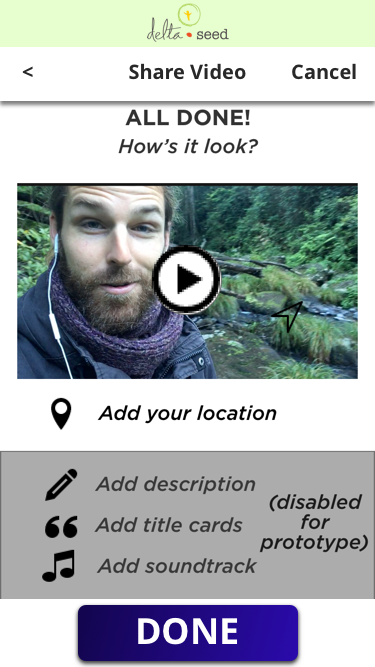 delta seed
< Share Video Cancel
ALL DONE!
How's it look?
Add your location
Add description
Add title cards
Add soundtrack
(disabled
for
prototype)
DONE